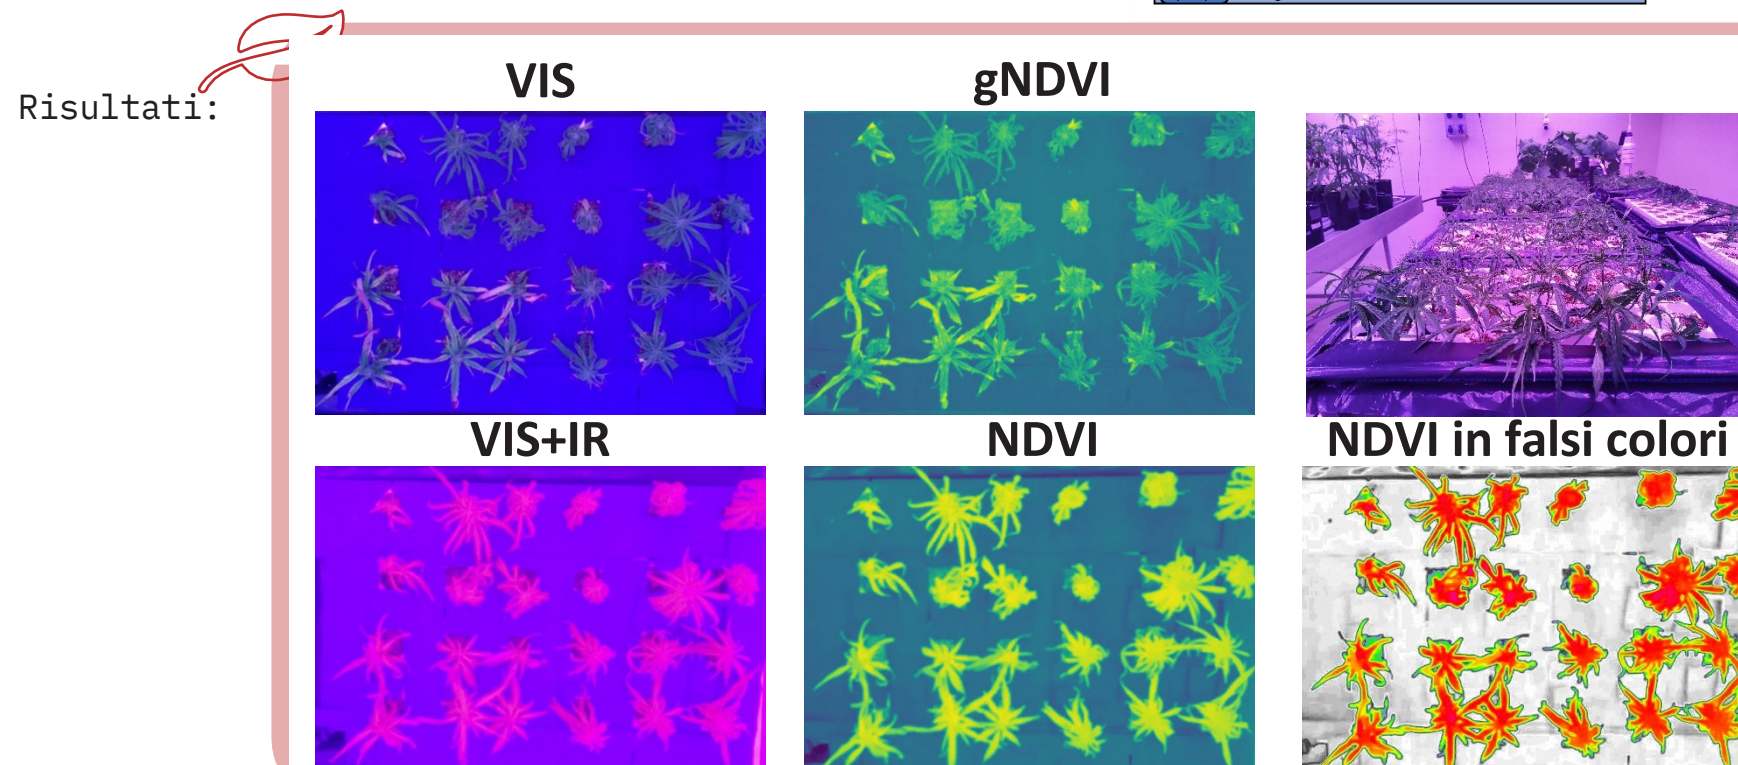 Risultati:
VIS
gNDVI
VIS+IR
NDVI
NDVI in falsi colori